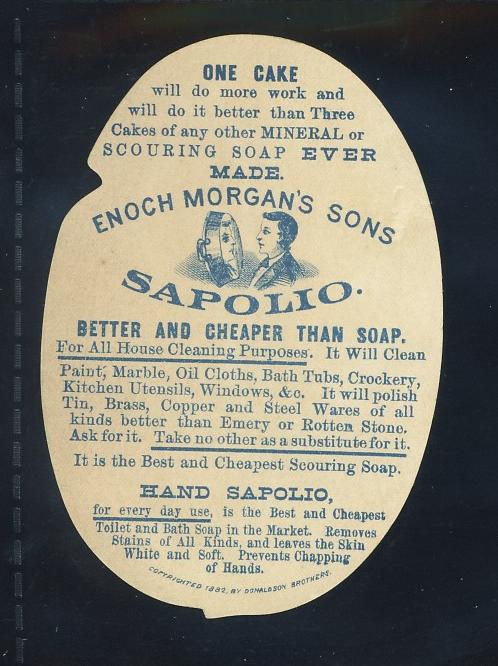 ONE CAKE
will do more work and
will do it better than Three
Cakes of any other MINERAL or
SCOURING SOAP EVER
MADE.
ENOCH MORGAN'S SONS
SAPOLIO.
BETTER AND CHEAPER THAN SOAP.
For All House Cleaning Purposes. It Will Clean
Paint, Marble, Oil Cloths, Bath Tubs, Crockery,
Kitchen Utensils, Windows, &c. It will polish
Tin, Brass, Copper and Steel Wares of all
kinds better than Emery or Rotten Stone.
Ask for it. Take no other as a substitute for it.
It is the Best and Cheapest Scouring Soap.
HAND SAPOLIO,
for every day use, is the Best and Cheapest
Toilet and Bath Soap in the Market. Removes
Stains of All Kinds, and leaves the Skin
White and Soft. Prevents Chapping
of Hands.
COPYRIGHTED 1882, BY DONALDSON BROTHERS.